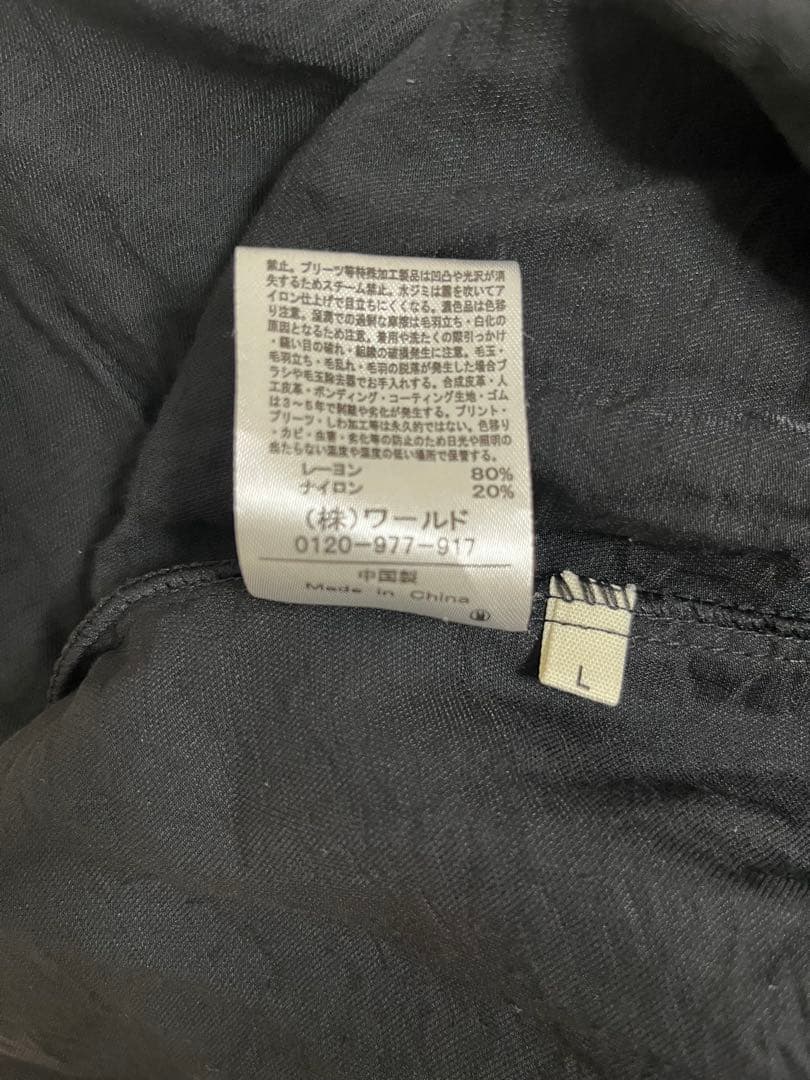 禁止。プリーツ等特殊加工製品は凹凸や光沢が消
失するためスチーム禁止。水ジミは霧を吹いてア
イロン仕上げで目立ちにくくなる。濃色品は色移
り注意。湿潤での過剰な摩擦は毛羽立ち・白化の
原因となるため注意。着用や洗たくの際引っかけ
・縫い目の破れ・組織の破損発生に注意。毛玉・
毛羽立ち・毛乱れ・毛羽の脱落が発生した場合ブ
ラシや毛玉除去器でお手入れする。合成皮革・人
工皮革・ボンディング・コーティング生地・ゴム
は3～5年で剥離や劣化が発生する。プリント・
プリーツ・しわ加工等は永久的ではない。色移り
・カビ・虫害・劣化等の防止のため日光や照明の
当たらない温度や湿度の低い場所で保管する。
レーヨン 80%
ナイロン 20%
(株)ワールド
0120-977-917
中国製
Made in China
L